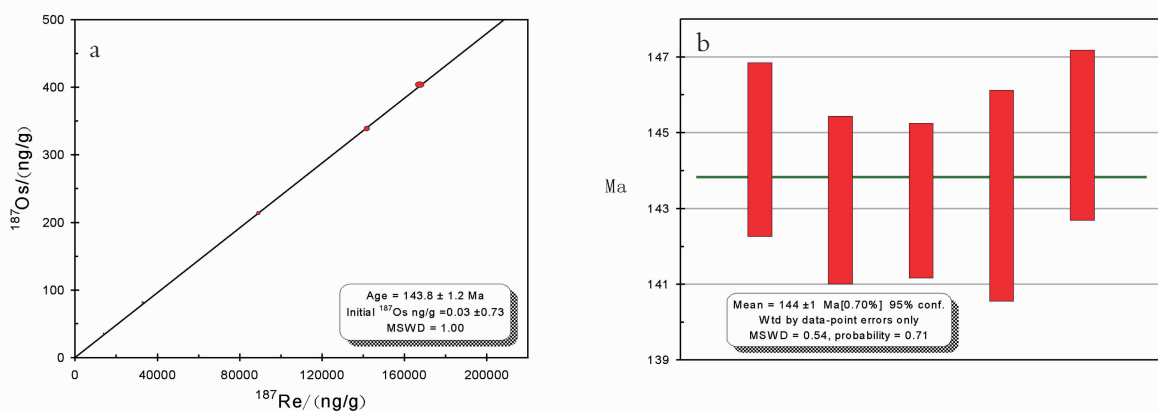 a
500
400
300
200
100
0
¹⁸⁷Os/(ng/g)
Age = 143.8 ± 1.2 Ma
Initial ¹⁸⁷Os ng/g =0.03 ±0.73
MSWD = 1.00
0 40000 80000 120000 160000 200000
¹⁸⁷Re/(ng/g)
b
147
145
143
141
139
Ma
Mean = 144 ±1 Ma[0.70%] 95% conf.
Wtd by data-point errors only
MSWD = 0.54, probability = 0.71